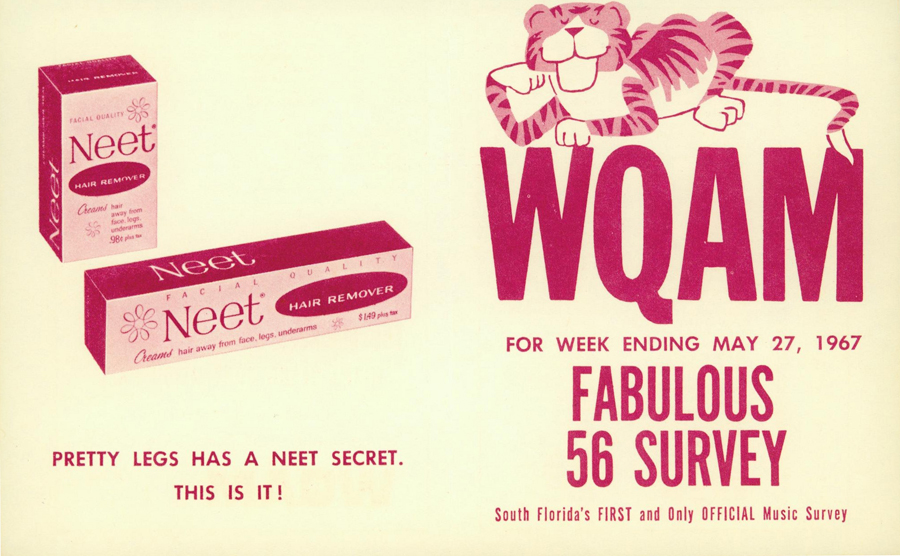 HAIR REMOVER
FACIAL QUALITY
Neet®
HAIR REMOVER
Creams hair
away from
face, legs,
underarms
.98¢ plus tax
Neet
Neet
FACIAL QUALITY
Neet®
HAIR REMOVER
Creams hair away from face, legs, underarms
$1.49 plus tax
PRETTY LEGS HAS A NEET SECRET.
THIS IS IT!
WQAM
FOR WEEK ENDING MAY 27, 1967
FABULOUS
56 SURVEY
South Florida's FIRST and Only OFFICIAL Music Survey